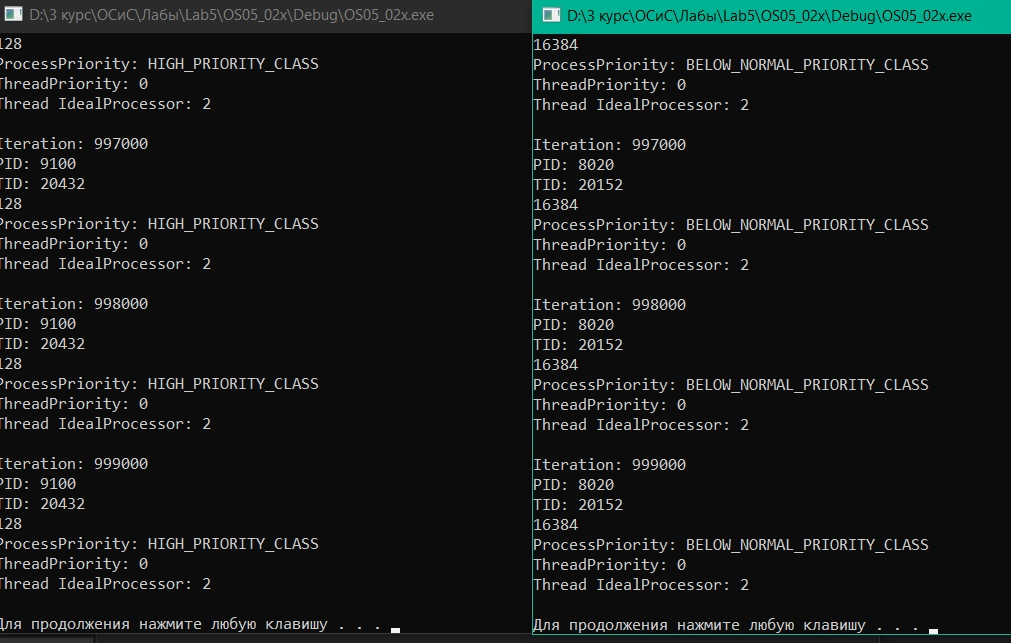 D:\3 курс\ОСиС\Лабы\Lab5\OS05_02x\Debug\OS05_02x.exe
128
ProcessPriority: HIGH_PRIORITY_CLASS
ThreadPriority: 0
Thread IdealProcessor: 2
Iteration: 997000
PID: 9100
TID: 20432
128
ProcessPriority: HIGH_PRIORITY_CLASS
ThreadPriority: 0
Thread IdealProcessor: 2
Iteration: 998000
PID: 9100
TID: 20432
128
ProcessPriority: HIGH_PRIORITY_CLASS
ThreadPriority: 0
Thread IdealProcessor: 2
Iteration: 999000
PID: 9100
TID: 20432
128
ProcessPriority: HIGH_PRIORITY_CLASS
ThreadPriority: 0
Thread IdealProcessor: 2
Для продолжения нажмите любую клавишу . . .
D:\3 курс\ОСиС\Лабы\Lab5\OS05_02x\Debug\OS05_02x.exe
16384
ProcessPriority: BELOW_NORMAL_PRIORITY_CLASS
ThreadPriority: 0
Thread IdealProcessor: 2
Iteration: 997000
PID: 8020
TID: 20152
16384
ProcessPriority: BELOW_NORMAL_PRIORITY_CLASS
ThreadPriority: 0
Thread IdealProcessor: 2
Iteration: 998000
PID: 8020
TID: 20152
16384
ProcessPriority: BELOW_NORMAL_PRIORITY_CLASS
ThreadPriority: 0
Thread IdealProcessor: 2
Iteration: 999000
PID: 8020
TID: 20152
16384
ProcessPriority: BELOW_NORMAL_PRIORITY_CLASS
ThreadPriority: 0
Thread IdealProcessor: 2
Для продолжения нажмите любую клавишу . . .